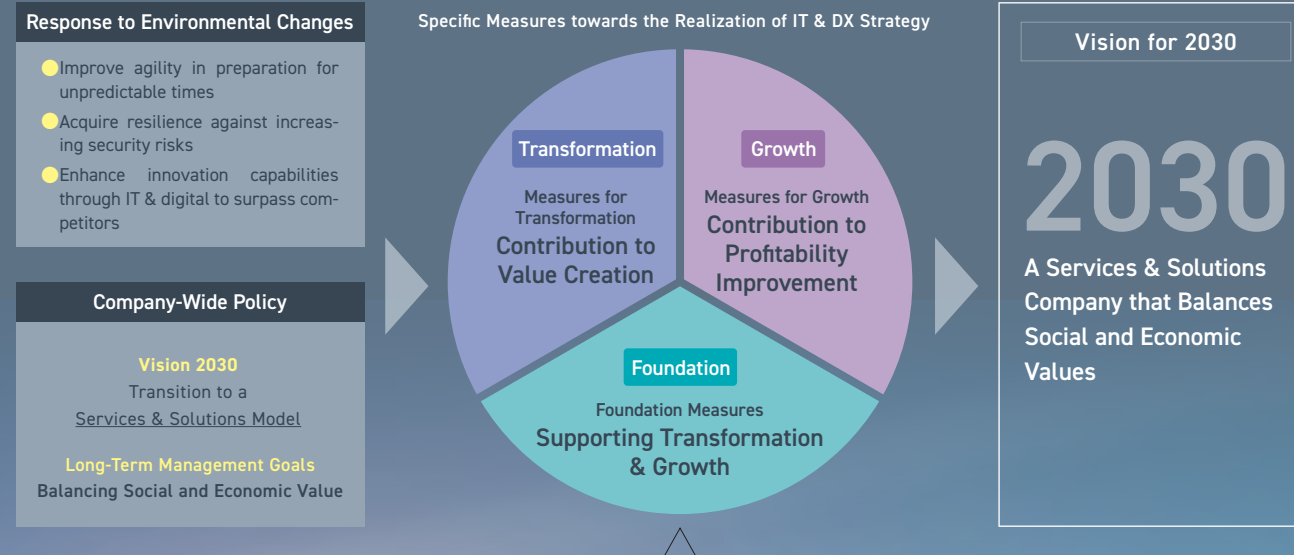 Response to Environmental Changes
Improve agility in preparation for
unpredictable times
Acquire resilience against increas-
ing security risks
Enhance innovation capabilities
through IT & digital to surpass com-
petitors
Company-Wide Policy
Vision 2030
Transition to a
Services & Solutions Model
Long-Term Management Goals
Balancing Social and Economic Value
Specific Measures towards the Realization of IT & DX Strategy
Transformation
Measures for
Transformation
Contribution to
Value Creation
Growth
Measures for Growth
Contribution to
Profitability
Improvement
Foundation
Foundation Measures
Supporting Transformation
& Growth
Vision for 2030
2030
A Services & Solutions
Company that Balances
Social and Economic
Values